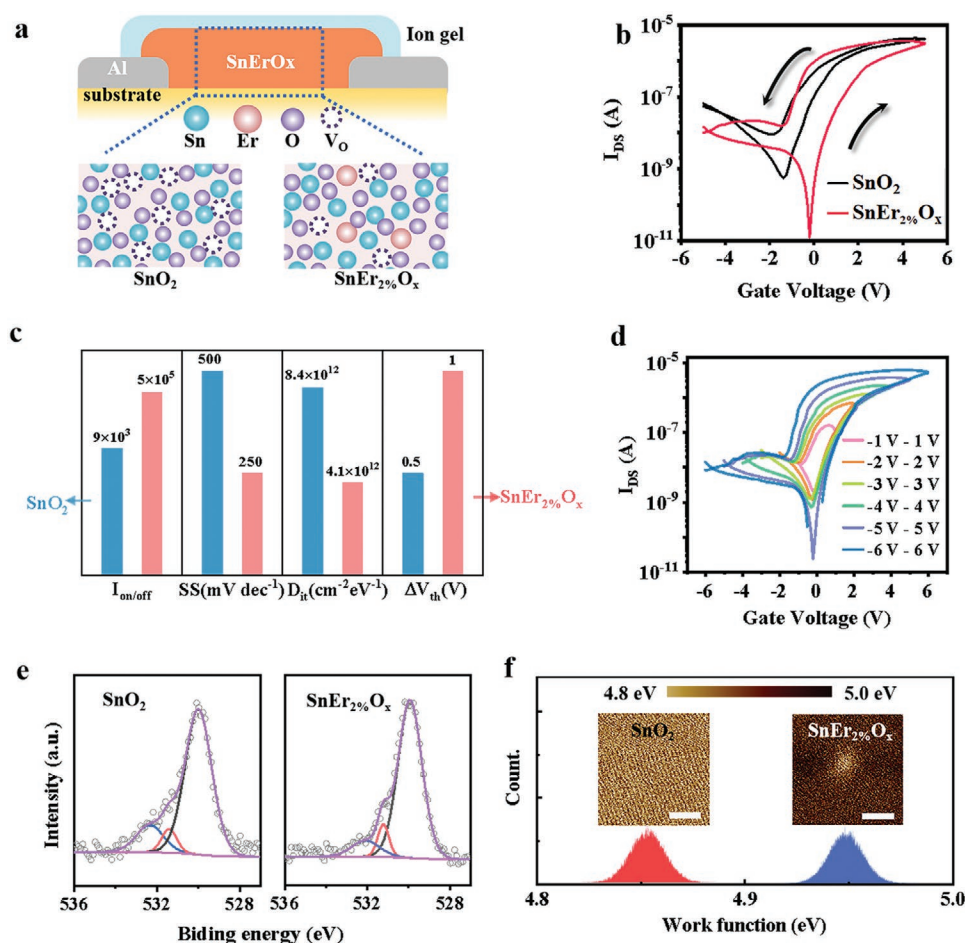 a
Ion gel
Al
SnErOx
substrate
Sn Er O V_O
SnO₂
SnEr₂%Oₓ
b
I_DS (A)
10⁻⁵
10⁻⁷
10⁻⁹
10⁻¹¹
SnO₂
SnEr₂%Oₓ
-6 -4 -2 0 2 4 6
Gate Voltage (V)
c
9×10³
5×10⁵
500
250
8.4×10¹²
4.1×10¹²
0.5
1
SnO₂
SnEr₂%Oₓ
I_on/off SS(mV dec⁻¹) D_it(cm⁻²eV⁻¹) ΔV_th(V)
d
I_DS (A)
10⁻⁵
10⁻⁷
10⁻⁹
10⁻¹¹
-1 V - 1 V
-2 V - 2 V
-3 V - 3 V
-4 V - 4 V
-5 V - 5 V
-6 V - 6 V
-6 -4 -2 0 2 4 6
Gate Voltage (V)
e
Intensity (a.u.)
SnO₂
SnEr₂%Oₓ
536 532 528 536 532 528
Biding energy (eV)
f
Count.
4.8 eV 5.0 eV
SnO₂
SnEr₂%Oₓ
4.8 4.9 5.0
Work function (eV)